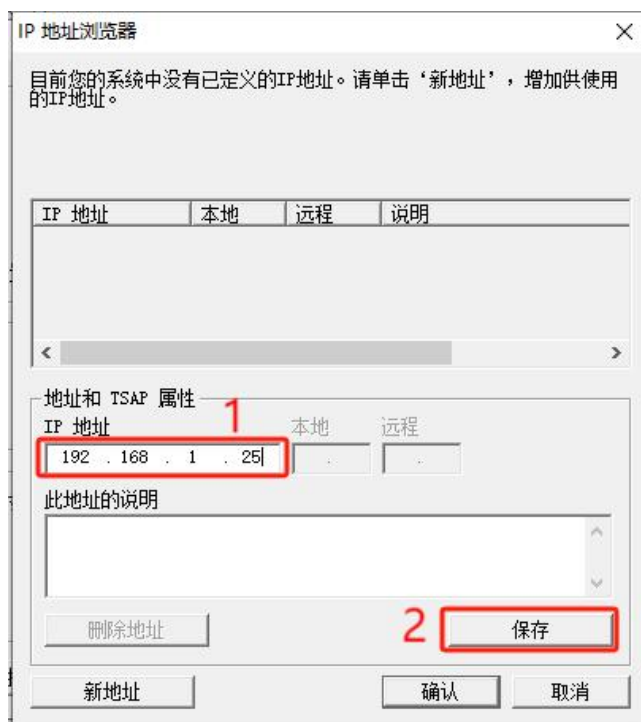 IP 地址浏览器
目前您的系统中没有已定义的IP地址。请单击‘新地址’，增加供使用
的IP地址。
IP 地址 本地 远程 说明
地址和 TSAP 属性
1
IP 地址 本地 远程
192 . 168 . 1 . 25 . .
此地址的说明
删除地址 2 保存
新地址 确认 取消